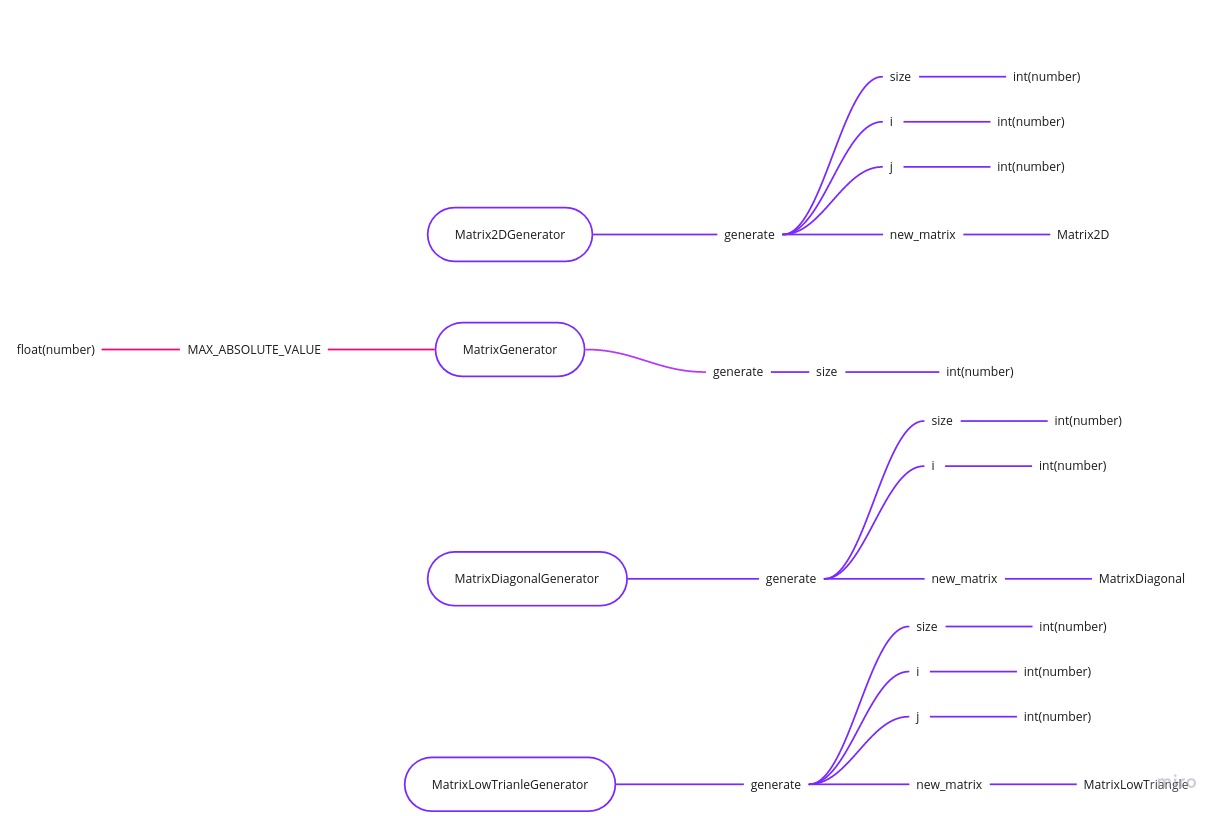 size int(number)
i int(number)
j int(number)
Matrix2DGenerator generate new_matrix Matrix2D
float(number) MAX_ABSOLUTE_VALUE MatrixGenerator
generate size int(number)
size int(number)
i int(number)
MatrixDiagonalGenerator generate new_matrix MatrixDiagonal
size int(number)
i int(number)
j int(number)
MatrixLowTrianleGenerator generate new_matrix MatrixLowTriangle
miro